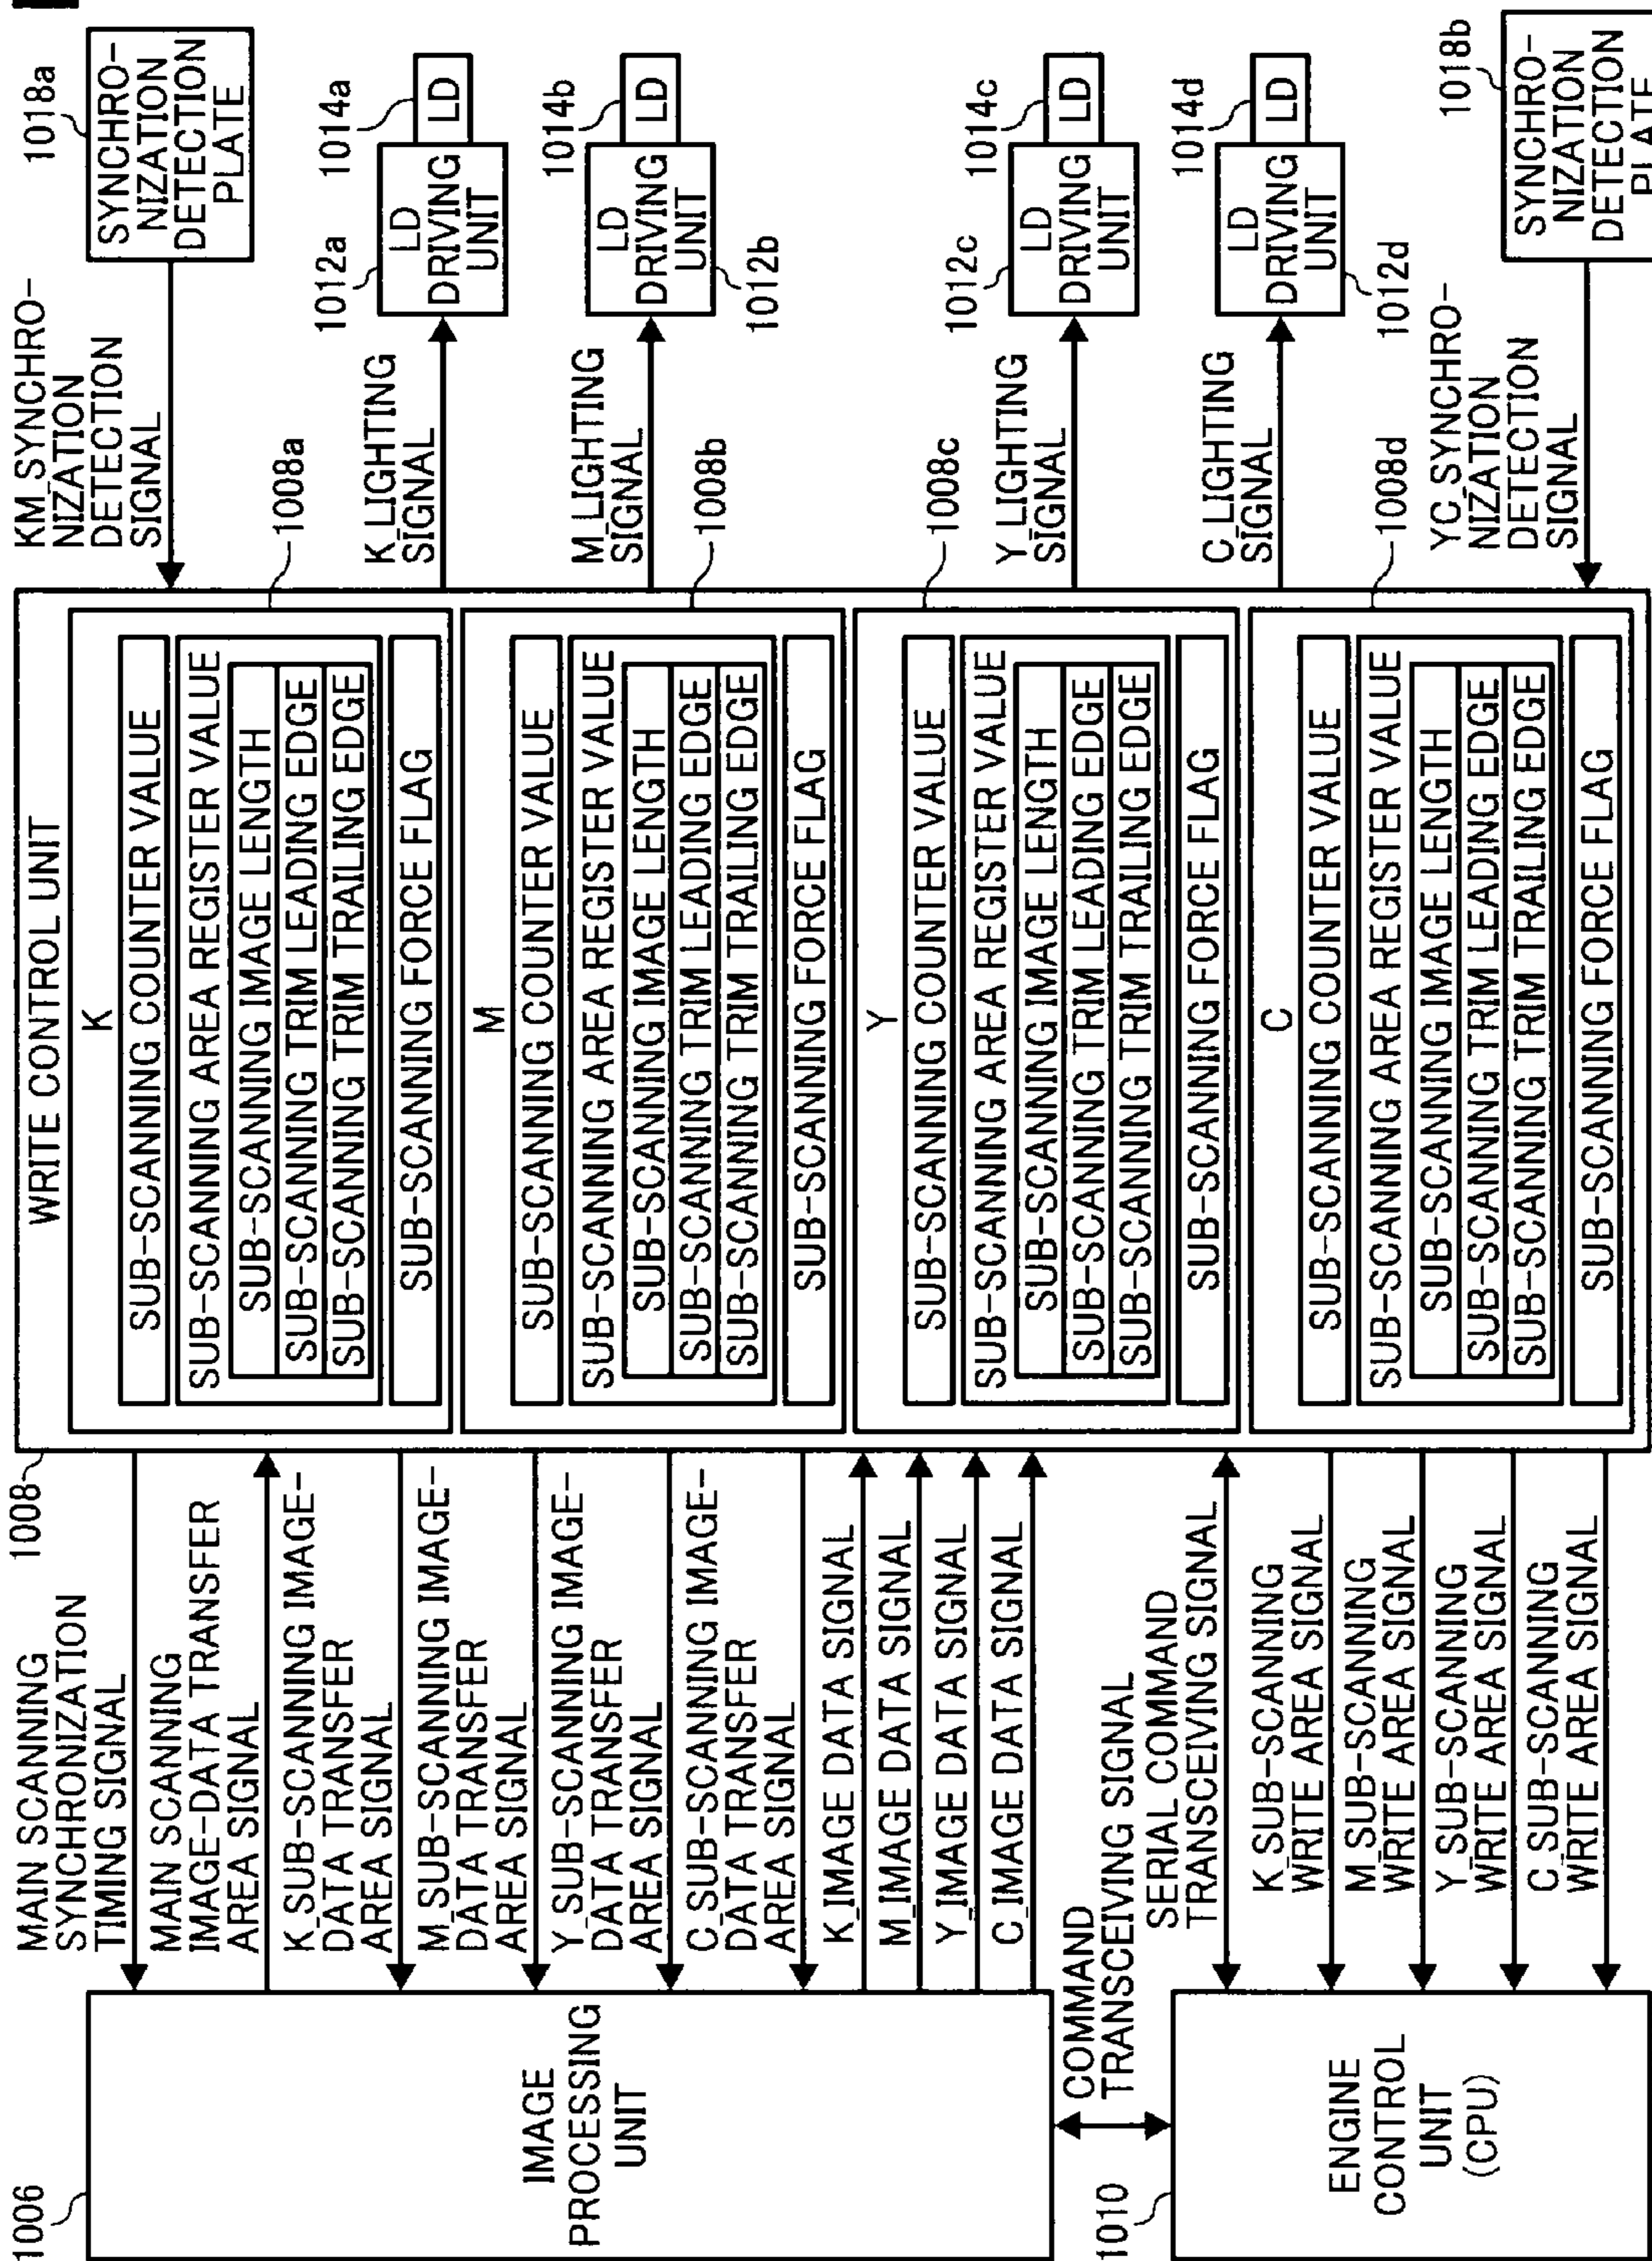 1006
IMAGE
PROCESSING
UNIT
COMMAND
TRANSCEIVING SIGNAL
1010
ENGINE
CONTROL
UNIT
(CPU)
MAIN SCANNING
SYNCHRONIZATION
TIMING SIGNAL
MAIN SCANNING
IMAGE-DATA TRANSFER
AREA SIGNAL
K_SUB-SCANNING IMAGE-
DATA TRANSFER
AREA SIGNAL
M_SUB-SCANNING IMAGE-
DATA TRANSFER
AREA SIGNAL
Y_SUB-SCANNING IMAGE-
DATA TRANSFER
AREA SIGNAL
C_SUB-SCANNING IMAGE-
DATA TRANSFER
AREA SIGNAL
K_IMAGE DATA SIGNAL
M_IMAGE DATA SIGNAL
Y_IMAGE DATA SIGNAL
C_IMAGE DATA SIGNAL
SERIAL COMMAND
TRANSCEIVING SIGNAL
K_SUB-SCANNING
WRITE AREA SIGNAL
M_SUB-SCANNING
WRITE AREA SIGNAL
Y_SUB-SCANNING
WRITE AREA SIGNAL
C_SUB-SCANNING
WRITE AREA SIGNAL
1008
WRITE CONTROL UNIT
K
SUB-SCANNING COUNTER VALUE
SUB-SCANNING AREA REGISTER VALUE
SUB-SCANNING IMAGE LENGTH
SUB-SCANNING TRIM LEADING EDGE
SUB-SCANNING TRIM TRAILING EDGE
SUB-SCANNING FORCE FLAG
M
SUB-SCANNING COUNTER VALUE
SUB-SCANNING AREA REGISTER VALUE
SUB-SCANNING IMAGE LENGTH
SUB-SCANNING TRIM LEADING EDGE
SUB-SCANNING TRIM TRAILING EDGE
SUB-SCANNING FORCE FLAG
Y
SUB-SCANNING COUNTER VALUE
SUB-SCANNING AREA REGISTER VALUE
SUB-SCANNING IMAGE LENGTH
SUB-SCANNING TRIM LEADING EDGE
SUB-SCANNING TRIM TRAILING EDGE
SUB-SCANNING FORCE FLAG
C
SUB-SCANNING COUNTER VALUE
SUB-SCANNING AREA REGISTER VALUE
SUB-SCANNING IMAGE LENGTH
SUB-SCANNING TRIM LEADING EDGE
SUB-SCANNING TRIM TRAILING EDGE
SUB-SCANNING FORCE FLAG
KM_SYNCHRO-
NIZATION
DETECTION
SIGNAL
1018a
SYNCHRO-
NIZATION
DETECTION
PLATE
1008a
K_LIGHTING
SIGNAL
1012a
LD
DRIVING
UNIT
1014a
LD
1008b
M_LIGHTING
SIGNAL
1012b
LD
DRIVING
UNIT
1014b
LD
1008c
Y_LIGHTING
SIGNAL
1012c
LD
DRIVING
UNIT
1014c
LD
1008d
C_LIGHTING
SIGNAL
1012d
LD
DRIVING
UNIT
1014d
LD
YC_SYNCHRO-
NIZATION
DETECTION
SIGNAL
1018b
SYNCHRO-
NIZATION
DETECTION
PLATE